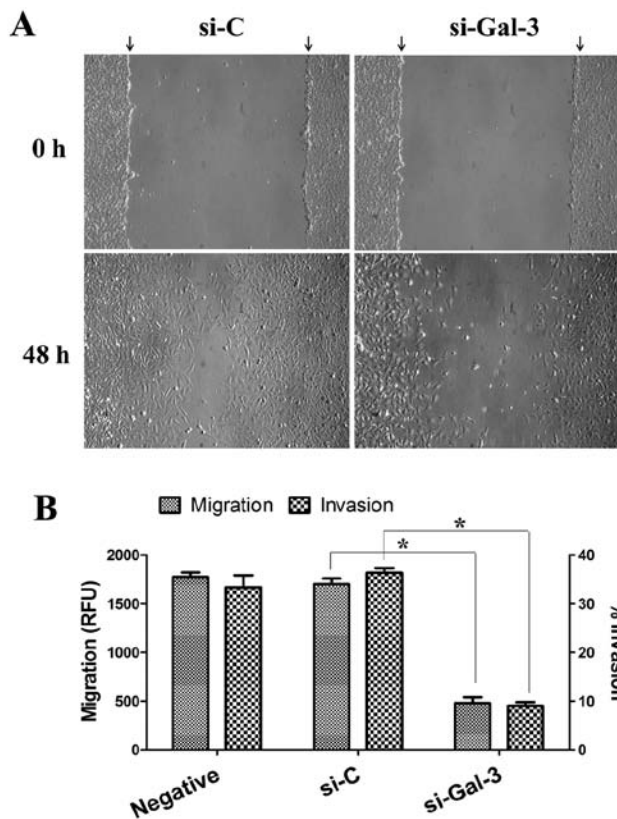 A
si-C
si-Gal-3
0 h
48 h
B
Migration
Invasion
Migration (RFU)
2000
1500
1000
500
0
*
*
40
30
20
10
0
Negative
si-C
si-Gal-3